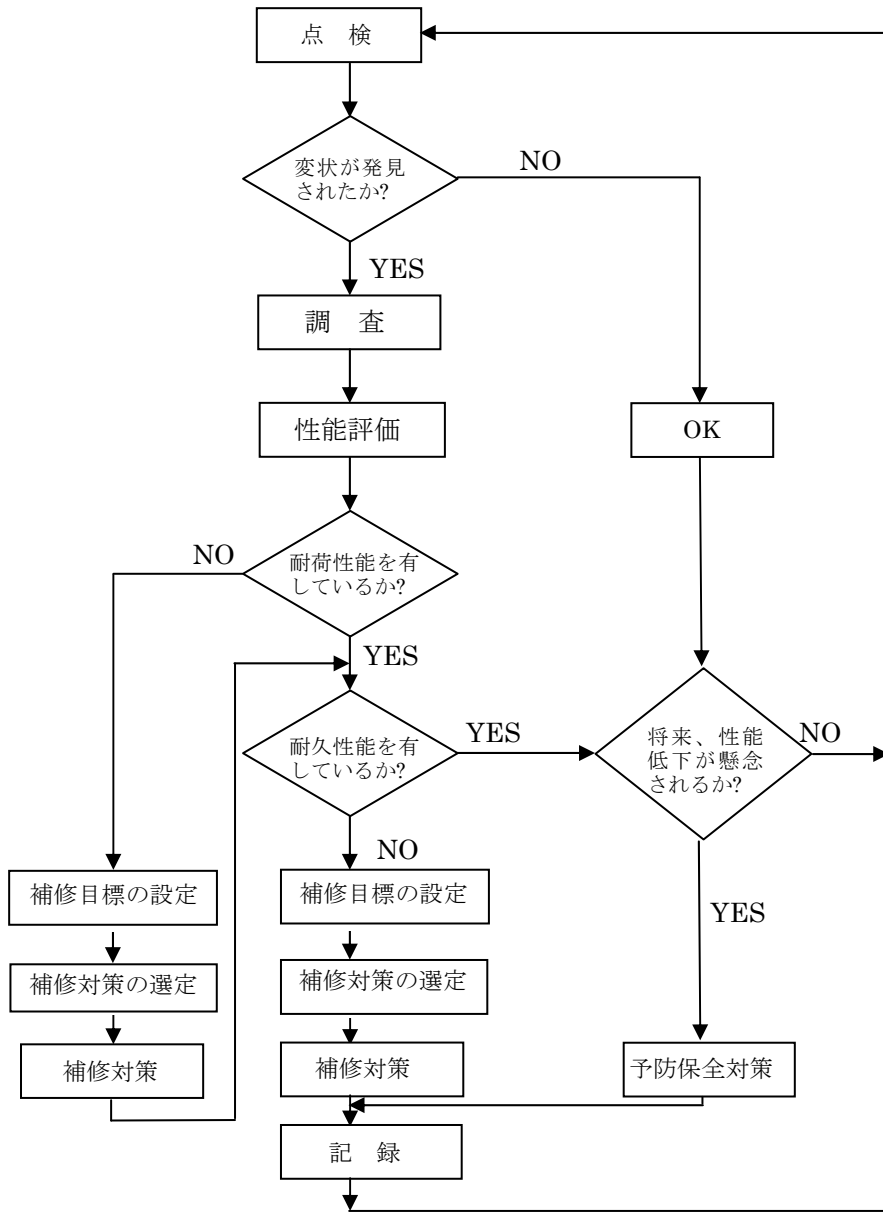 点　検
変状が発見
されたか?
NO
YES
調　査
性能評価
OK
NO
耐荷性能を有
しているか?
YES
耐久性能を有
しているか?
YES
将来、性能
低下が懸念
されるか?
NO
NO
YES
補修目標の設定
補修目標の設定
補修対策の選定
補修対策の選定
補修対策
補修対策
予防保全対策
記　録